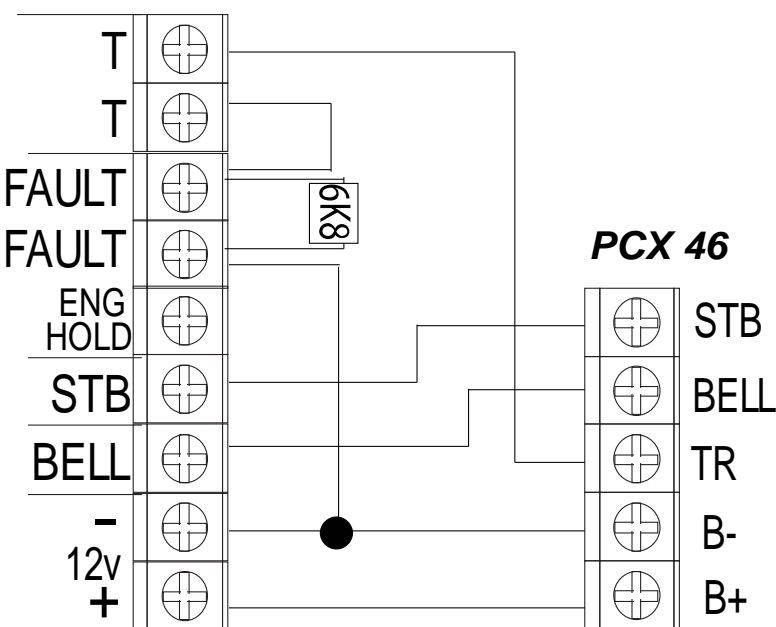 T
T
FAULT
FAULT
ENG
HOLD
STB
BELL
-
12v
+
6K8
PCX 46
STB
BELL
TR
B-
B+